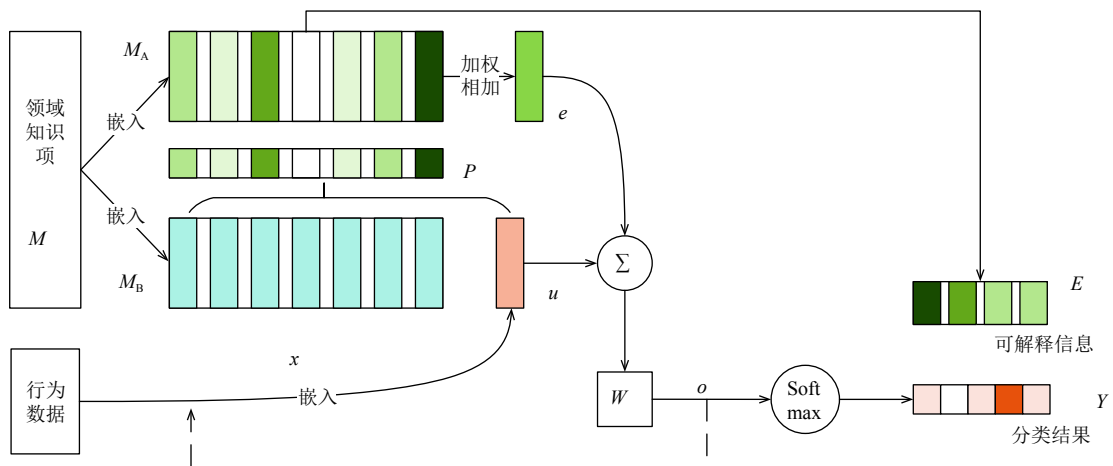 M_A
加权
相加
e
领域
知识
项
M
嵌入
嵌入
P
M_B
u
Σ
E
可解释信息
x
行为
数据
嵌入
W
o
Soft
max
Y
分类结果